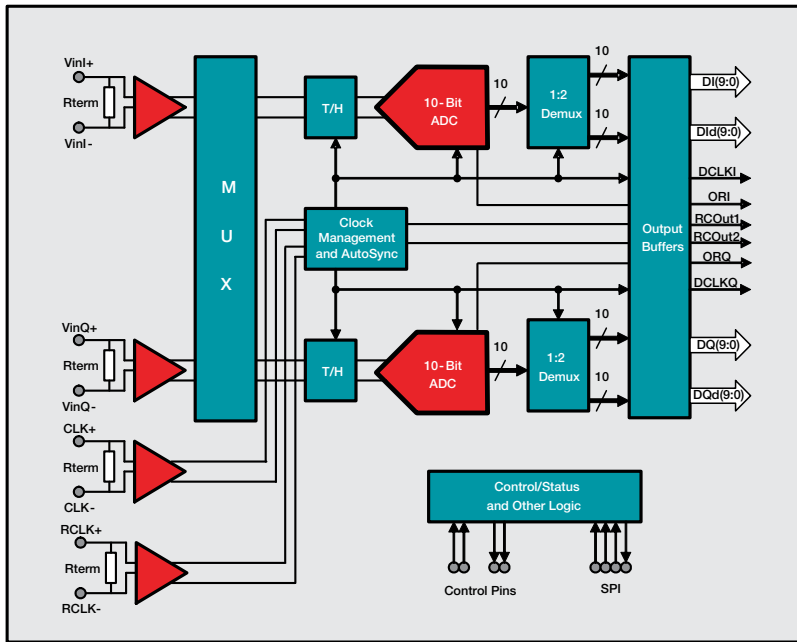 VinI+
Rterm
VinI-
M
U
X
T/H
10-Bit
ADC
10
1:2
Demux
10
10
DI(9:0)
DId(9:0)
DCLKI
ORI
RCOut1
RCOut2
ORQ
DCLKQ
Output
Buffers
Clock
Management
and AutoSync
VinQ+
Rterm
VinQ-
T/H
10-Bit
ADC
10
1:2
Demux
10
10
DQ(9:0)
DQd(9:0)
CLK+
Rterm
CLK-
RCLK+
Rterm
RCLK-
Control/Status
and Other Logic
Control Pins
SPI